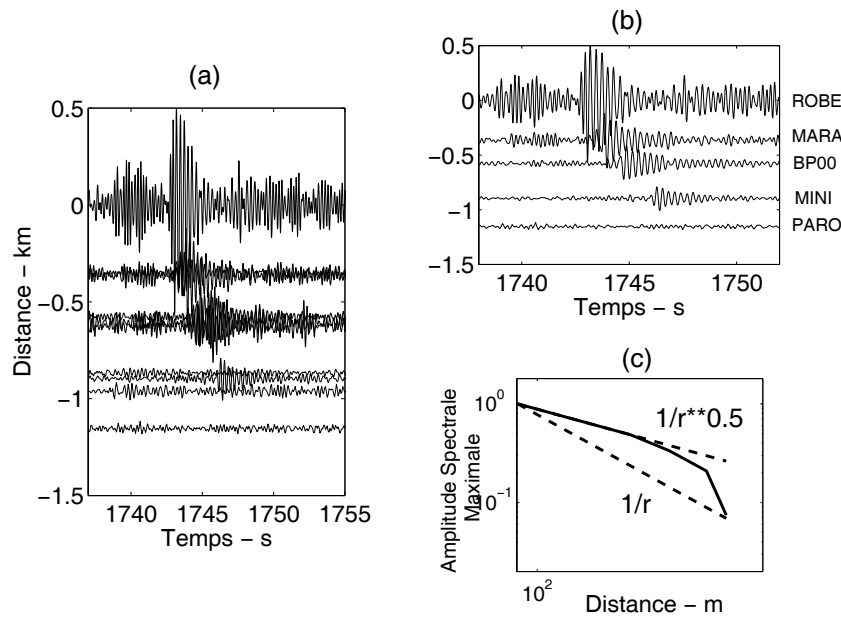 (a)
0.5
0
−0.5
−1
−1.5
Distance − km
1740
1745
1750
1755
Temps − s
(b)
0.5
0
−0.5
−1
−1.5
ROBE
MARA
BP00
MINI
PARO
1740
1745
1750
Temps − s
(c)
10^0
10^-1
Amplitude Spectrale
Maximale
1/r**0.5
1/r
10^2
Distance − m